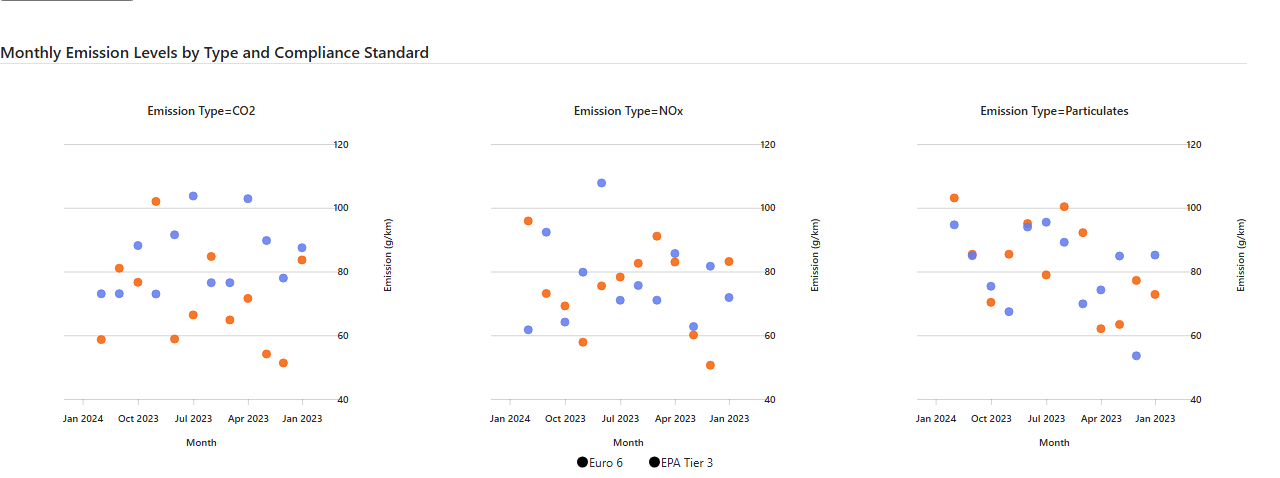 Monthly Emission Levels by Type and Compliance Standard
Emission Type=CO2
Emission Type=NOx
Emission Type=Particulates
120
100
80
60
40
Emission (g/km)
120
100
80
60
40
Emission (g/km)
120
100
80
60
40
Emission (g/km)
Jan 2024 Oct 2023 Jul 2023 Apr 2023 Jan 2023
Month
Jan 2024 Oct 2023 Jul 2023 Apr 2023 Jan 2023
Month
Jan 2024 Oct 2023 Jul 2023 Apr 2023 Jan 2023
Month
Euro 6 EPA Tier 3